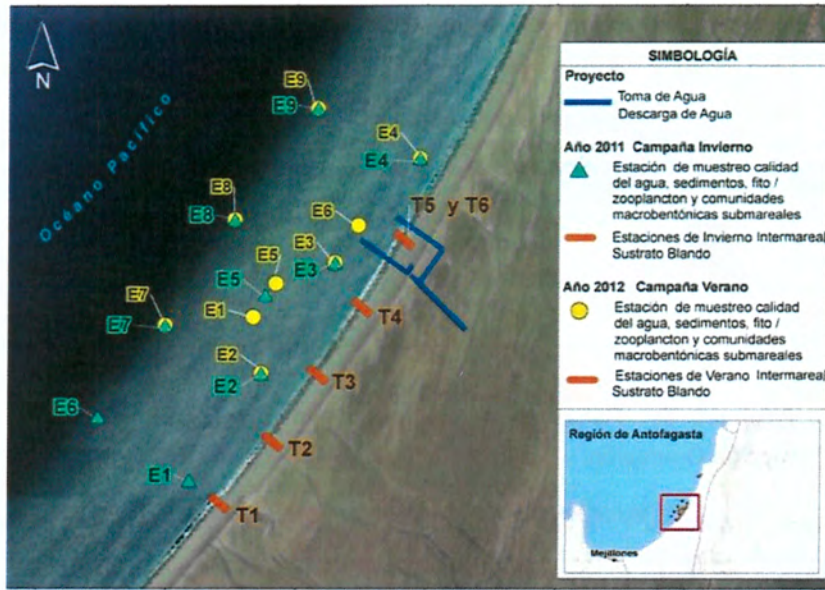 N
Océano Pacífico
E9
E9
E4
E4
E8
E8
E6
T5 y T6
E3
E3
E5
E5
E7
E1
E7
T4
E2
E2
T3
E6
T2
E1
T1
SIMBOLOGÍA
Proyecto
Toma de Agua
Descarga de Agua
Año 2011 Campaña Invierno
Estación de muestreo calidad
del agua, sedimentos, fito /
zooplancton y comunidades
macrobentónicas submareales
Estaciones de Invierno Intermareal
Sustrato Blando
Año 2012 Campaña Verano
Estación de muestreo calidad
del agua, sedimentos, fito /
zooplancton y comunidades
macrobentónicas submareales
Estaciones de Verano Intermareal
Sustrato Blando
Región de Antofagasta
Mejillones